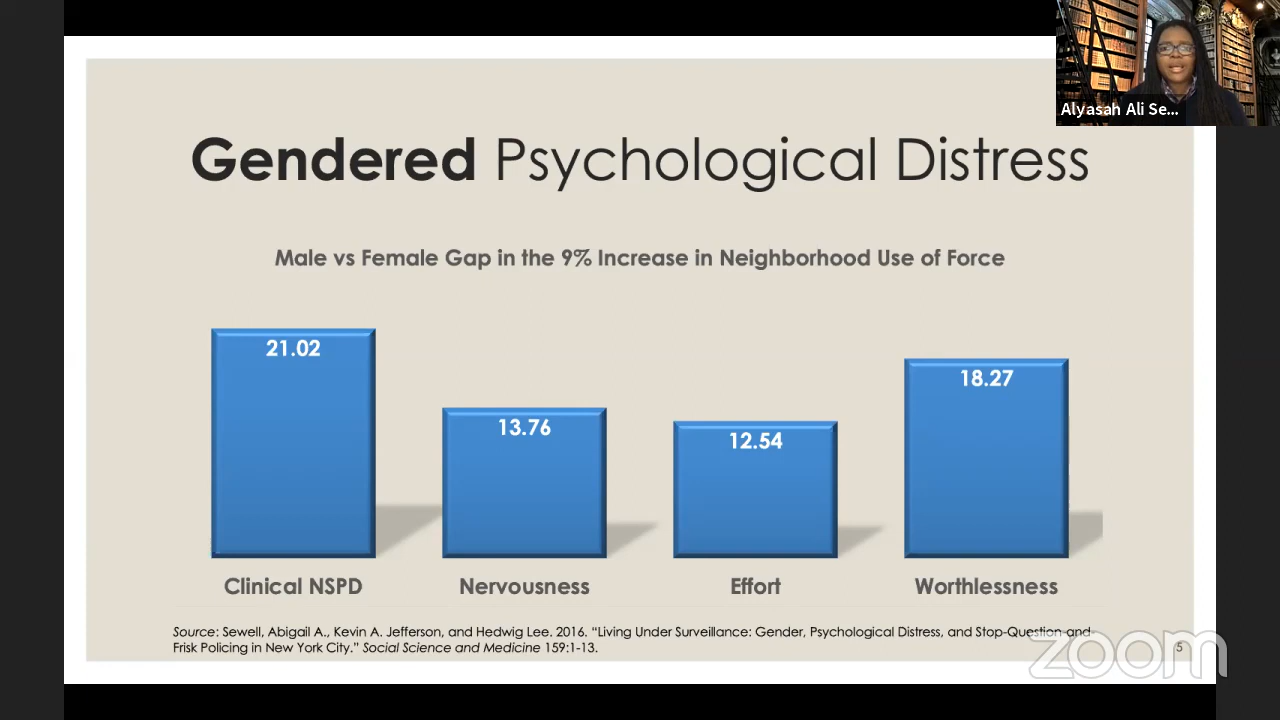 Alyasah Ali Se...
Gendered Psychological Distress
Male vs Female Gap in the 9% Increase in Neighborhood Use of Force
21.02
13.76
12.54
18.27
Clinical NSPD
Nervousness
Effort
Worthlessness
Source: Sewell, Abigail A., Kevin A. Jefferson, and Hedwig Lee. 2016. “Living Under Surveillance: Gender, Psychological Distress, and Stop-Question-and-
Frisk Policing in New York City.” Social Science and Medicine 159:1-13.
5
zoom